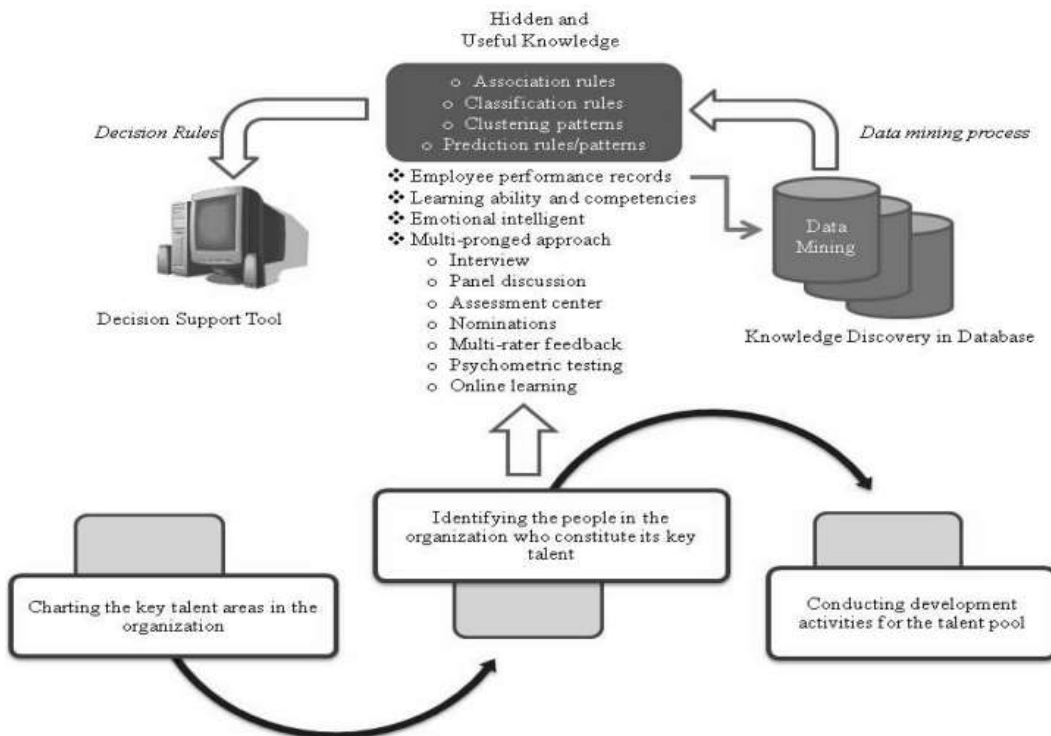 Hidden and
Useful Knowledge
o Association rules
o Classification rules
o Clustering patterns
o Prediction rules/patterns
Decision Rules
Data mining process
❖ Employee performance records
❖ Learning ability and competencies
❖ Emotional intelligent
❖ Multi-pronged approach
o Interview
o Panel discussion
o Assessment center
o Nominations
o Multi-rater feedback
o Psychometric testing
o Online learning
Data
Mining
Decision Support Tool
Knowledge Discovery in Database
Charting the key talent areas in the
organization
Identifying the people in the
organization who constitute its key
talent
Conducting development
activities for the talent pool